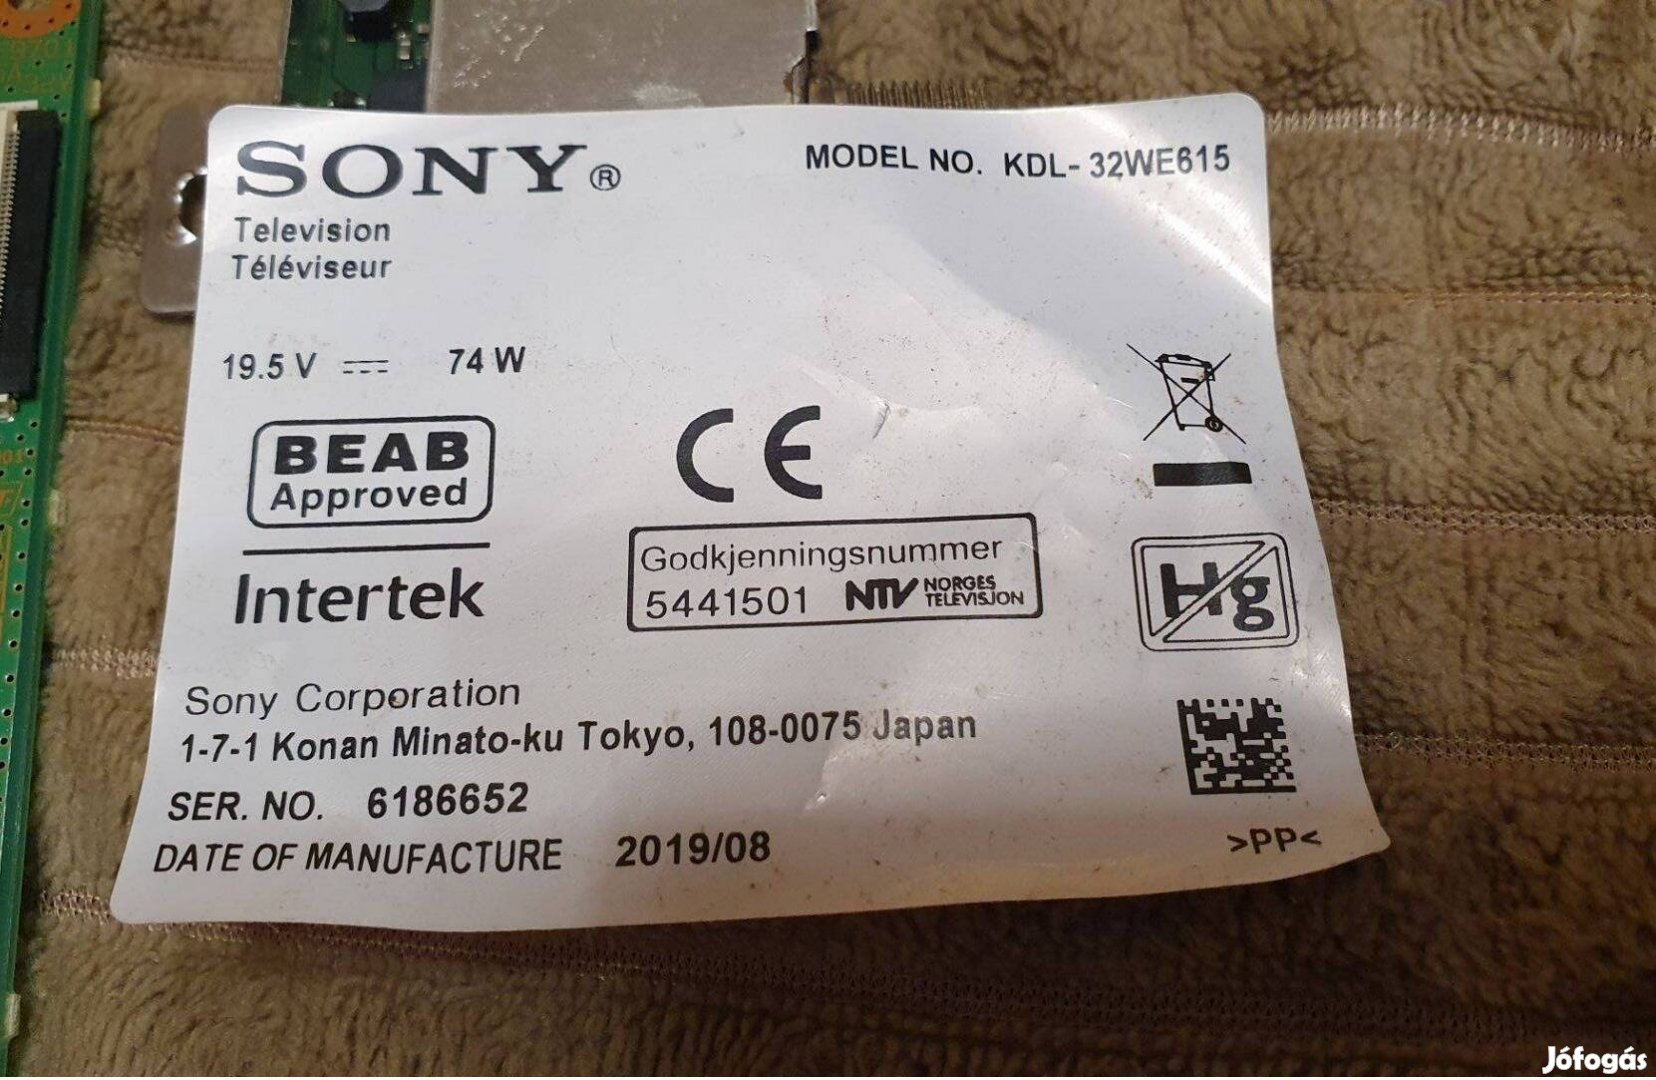 SONY®
MODEL NO. KDL-32WE615
Television
Téléviseur
19.5 V ⎓ 74 W
BEAB
Approved
Intertek
CE
Godkjenningsnummer
5441501 NTV NORGES TELEVISJON
Hg
Sony Corporation
1-7-1 Konan Minato-ku Tokyo, 108-0075 Japan
SER. NO. 6186652
DATE OF MANUFACTURE 2019/08
>PP<
Jófogás